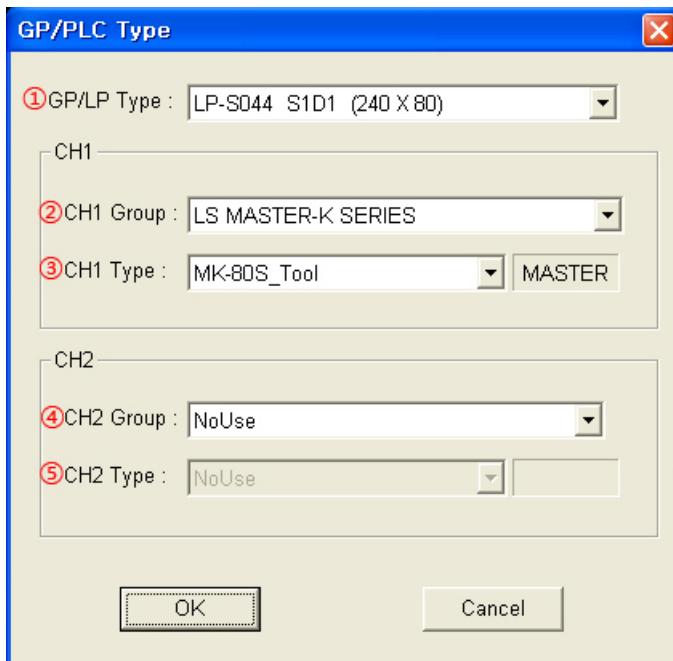 GP/PLC Type
①GP/LP Type : LP-S044 S1D1 (240 X 80)
CH1
②CH1 Group : LS MASTER-K SERIES
③CH1 Type : MK-80S_Tool MASTER
CH2
④CH2 Group : NoUse
⑤CH2 Type : NoUse
OK Cancel